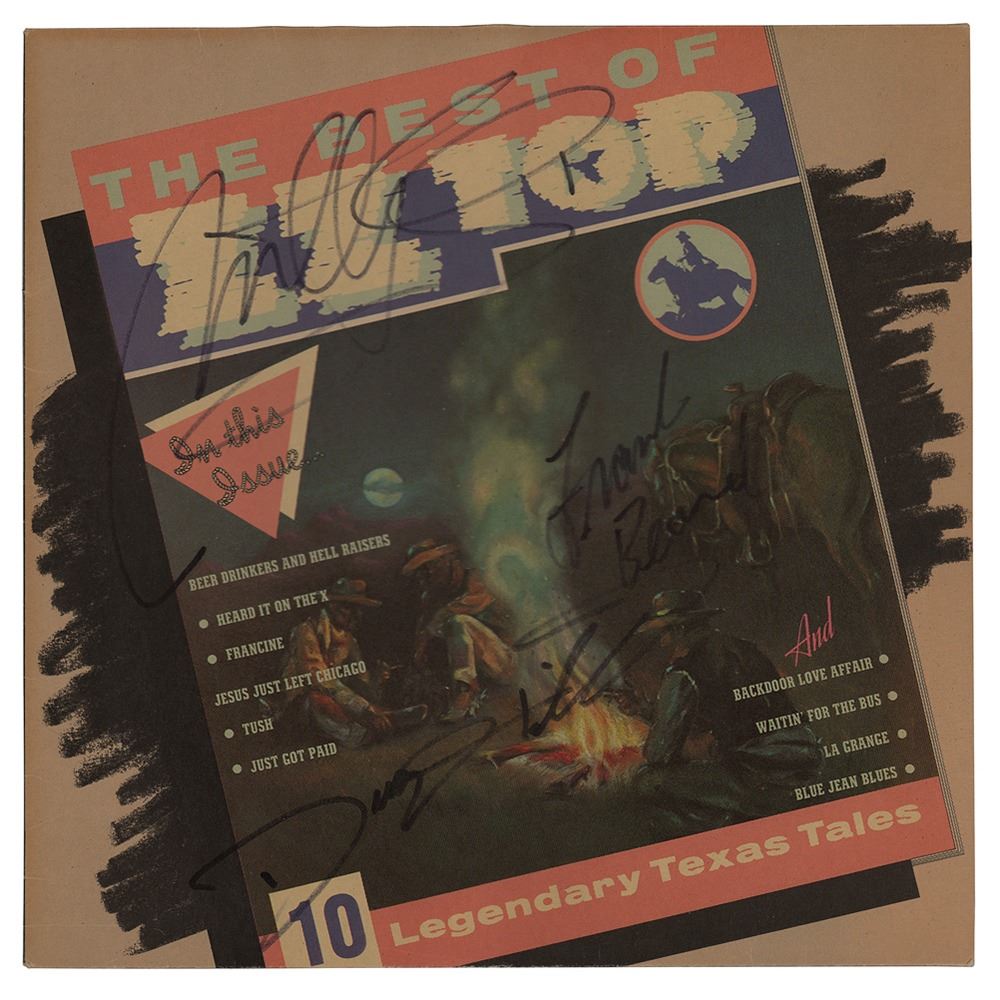 THE BEST OF
ZZ TOP
In this
Issue...
BEER DRINKERS AND HELL RAISERS
• HEARD IT ON THE X
• FRANCINE
JESUS JUST LEFT CHICAGO
• TUSH
• JUST GOT PAID
Frank
Beard
And
BACKDOOR LOVE AFFAIR •
WAITIN' FOR THE BUS •
LA GRANGE •
BLUE JEAN BLUES •
10
Legendary Texas Tales